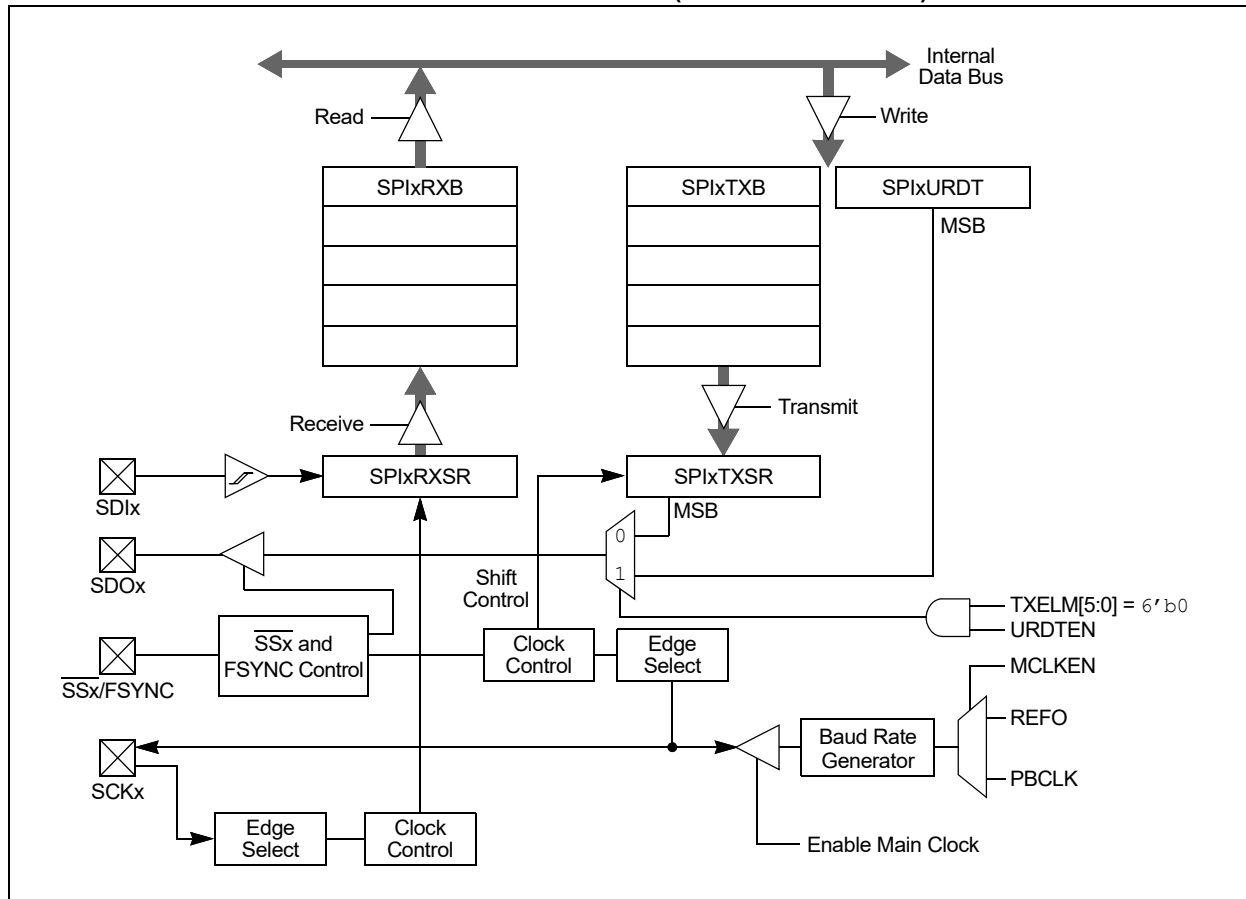 Internal
Data Bus
Read
Write
SPIxRXB
SPIxTXB
SPIxURDT
MSB
Receive
Transmit
SPIxRXSR
SPIxTXSR
SDIx
MSB
0
SDOx
1
Shift
Control
TXELM[5:0] = 6’b0
URDTEN
SSx and
FSYNC Control
Clock
Control
Edge
Select
SSx/FSYNC
MCLKEN
REFO
Baud Rate
Generator
SCKx
PBCLK
Edge
Select
Clock
Control
Enable Main Clock